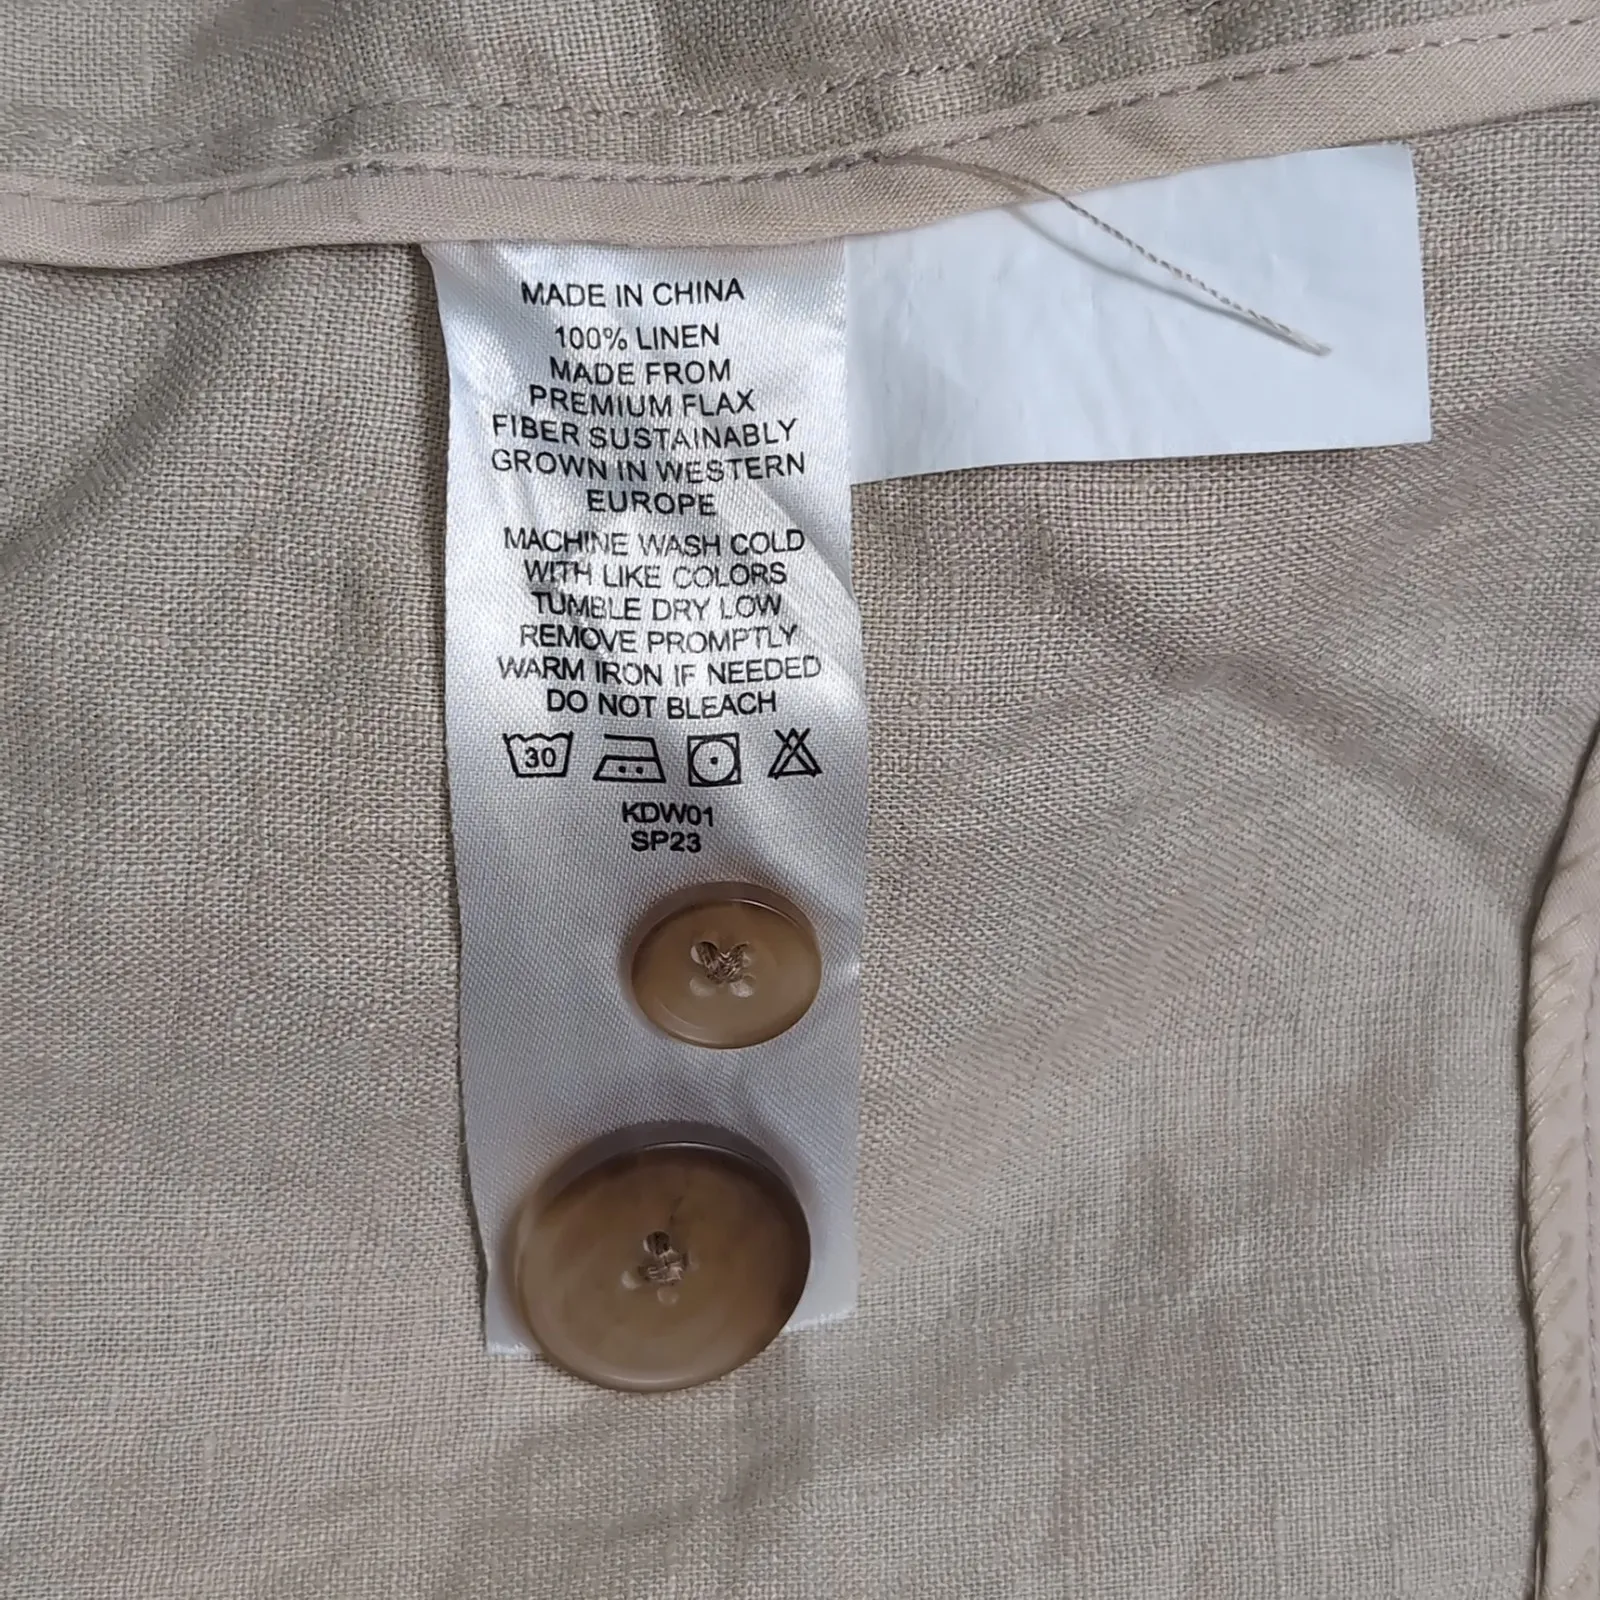 MADE IN CHINA
100% LINEN
MADE FROM
PREMIUM FLAX
FIBER SUSTAINABLY
GROWN IN WESTERN
EUROPE
MACHINE WASH COLD
WITH LIKE COLORS
TUMBLE DRY LOW
REMOVE PROMPTLY
WARM IRON IF NEEDED
DO NOT BLEACH
30
KDW01
SP23